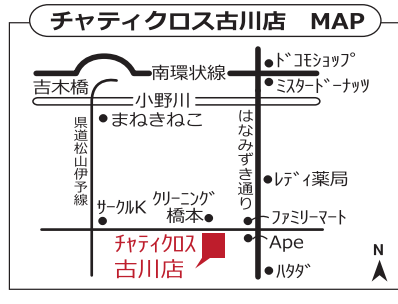 チャティクロス古川店 MAP
ﾄﾞｺﾓｼｮｯﾌﾟ
南環状線
吉木橋
ﾐｽﾀｰﾄﾞｰﾅｯﾂ
小野川
県道松山伊予線
まねきねこ
はなみずき通り
ﾚﾃﾞｨ薬局
ｻｰｸﾙK
ｸﾘｰﾆﾝｸﾞ
橋本
ﾌｧﾐﾘｰﾏｰﾄ
ﾁｬﾃｨｸﾛｽ
古川店
Ape
ﾊﾀﾀﾞ
N